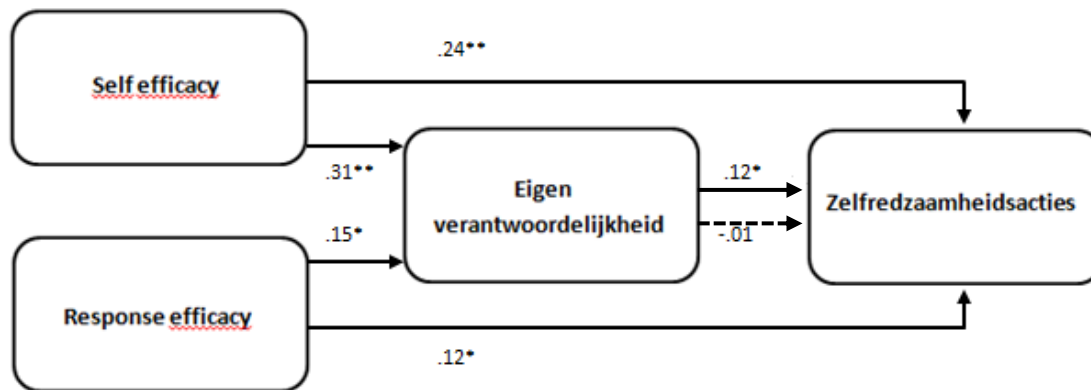 .24**
Self efficacy
.31**
Eigen
verantwoordelijkheid
.12*
-.01
Zelfredzaamheidsacties
.15*
Response efficacy
.12*